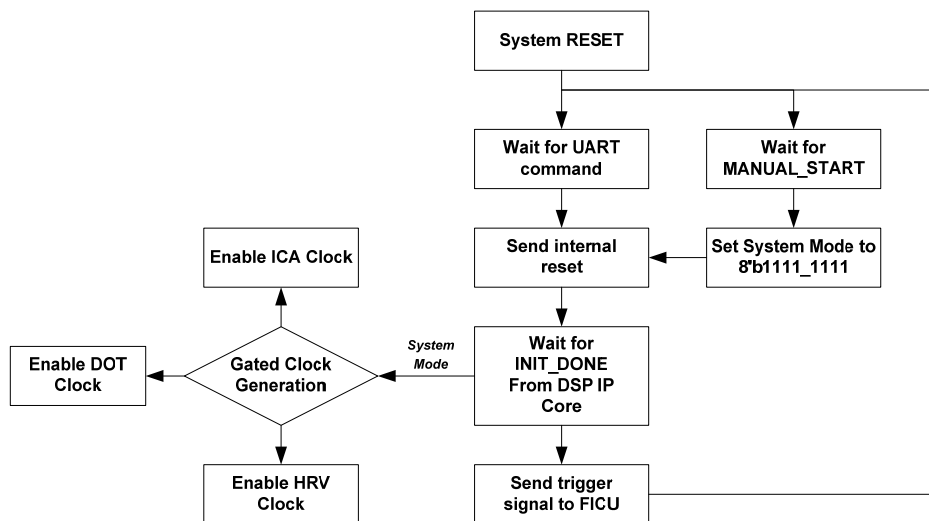 System RESET
Wait for UART
command
Wait for
MANUAL_START
Send internal
reset
Set System Mode to
8'b1111_1111
Enable ICA Clock
Wait for
INIT_DONE
From DSP IP
Core
System
Mode
Gated Clock
Generation
Enable DOT
Clock
Enable HRV
Clock
Send trigger
signal to FICU